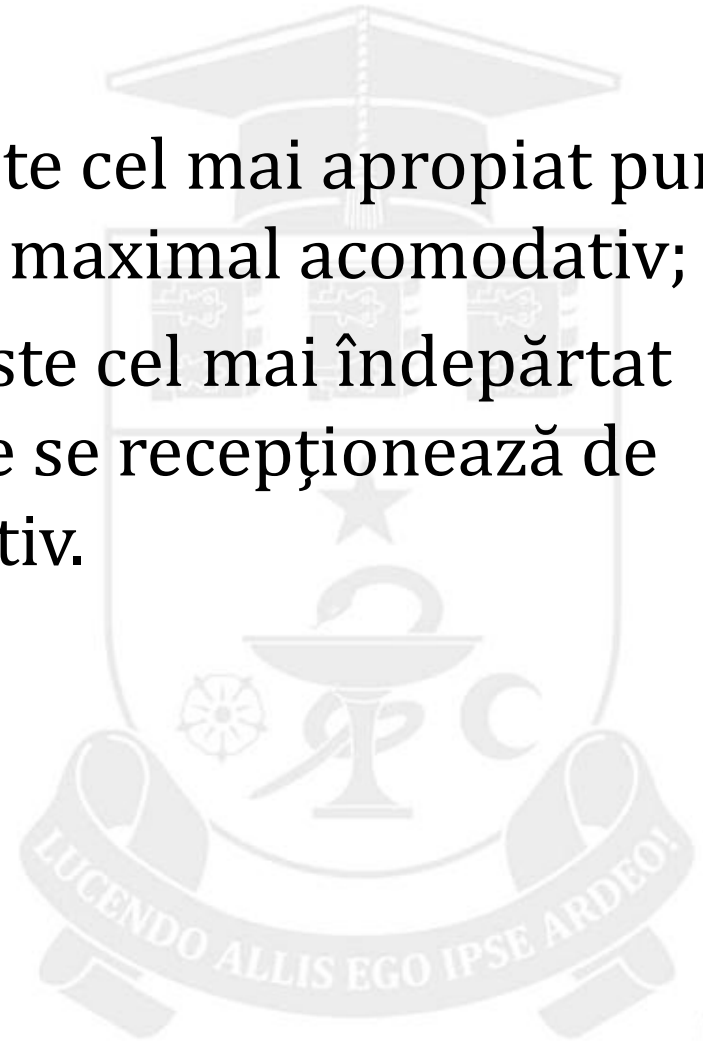 te cel mai apropiat pun
maximal acomodativ;
ste cel mai îndepărtat
e se recepţionează de
tiv.
LUCENDO ALLIS EGO IPSE ARDEO!